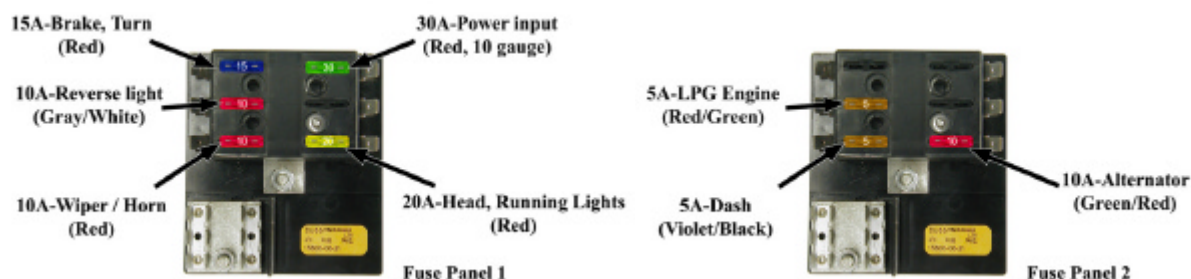 15A-Brake, Turn
(Red)
30A-Power input
(Red, 10 gauge)
15
30
10A-Reverse light
(Gray/White)
10
10
20
10A-Wiper / Horn
(Red)
20A-Head, Running Lights
(Red)
Fuse Panel 1
5A-LPG Engine
(Red/Green)
5
5
10
5A-Dash
(Violet/Black)
10A-Alternator
(Green/Red)
Fuse Panel 2